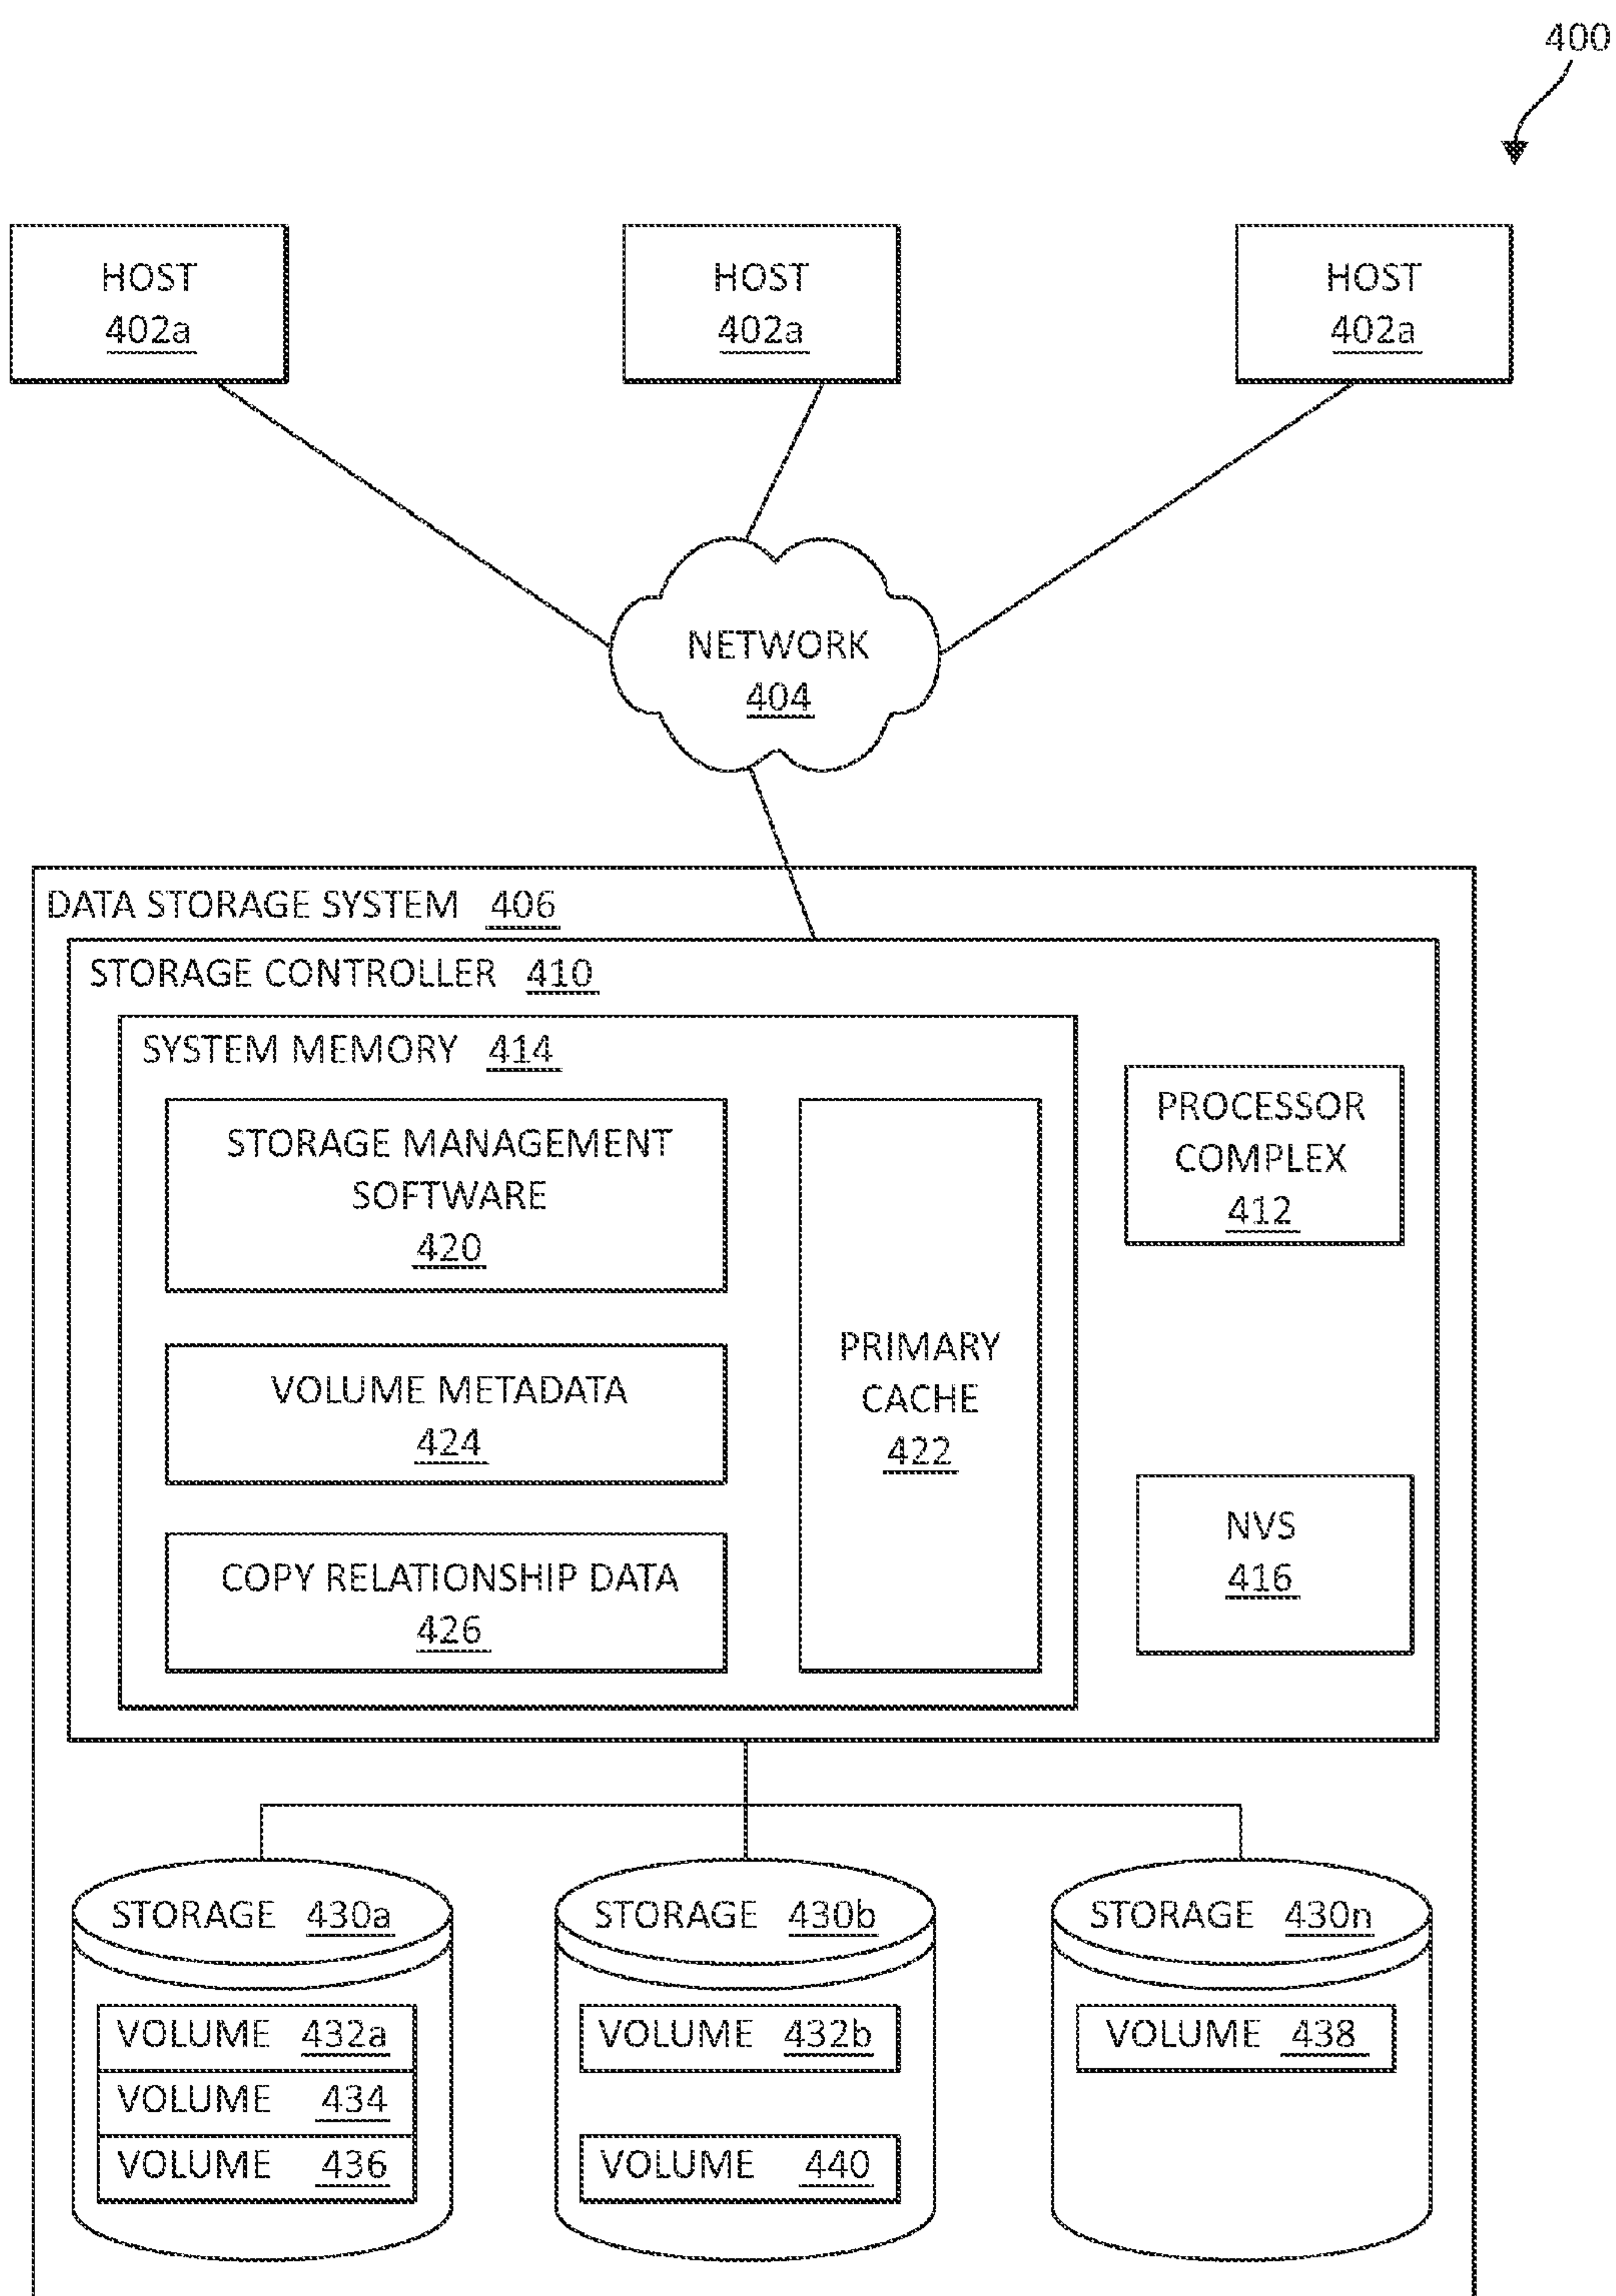 400
HOST
402a
HOST
402a
HOST
402a
NETWORK
404
DATA STORAGE SYSTEM 406
STORAGE CONTROLLER 410
SYSTEM MEMORY 414
STORAGE MANAGEMENT
SOFTWARE
420
VOLUME METADATA
424
COPY RELATIONSHIP DATA
426
PRIMARY
CACHE
422
PROCESSOR
COMPLEX
412
NVS
416
STORAGE 430a
VOLUME 432a
VOLUME 434
VOLUME 436
STORAGE 430b
VOLUME 432b
VOLUME 440
STORAGE 430n
VOLUME 438